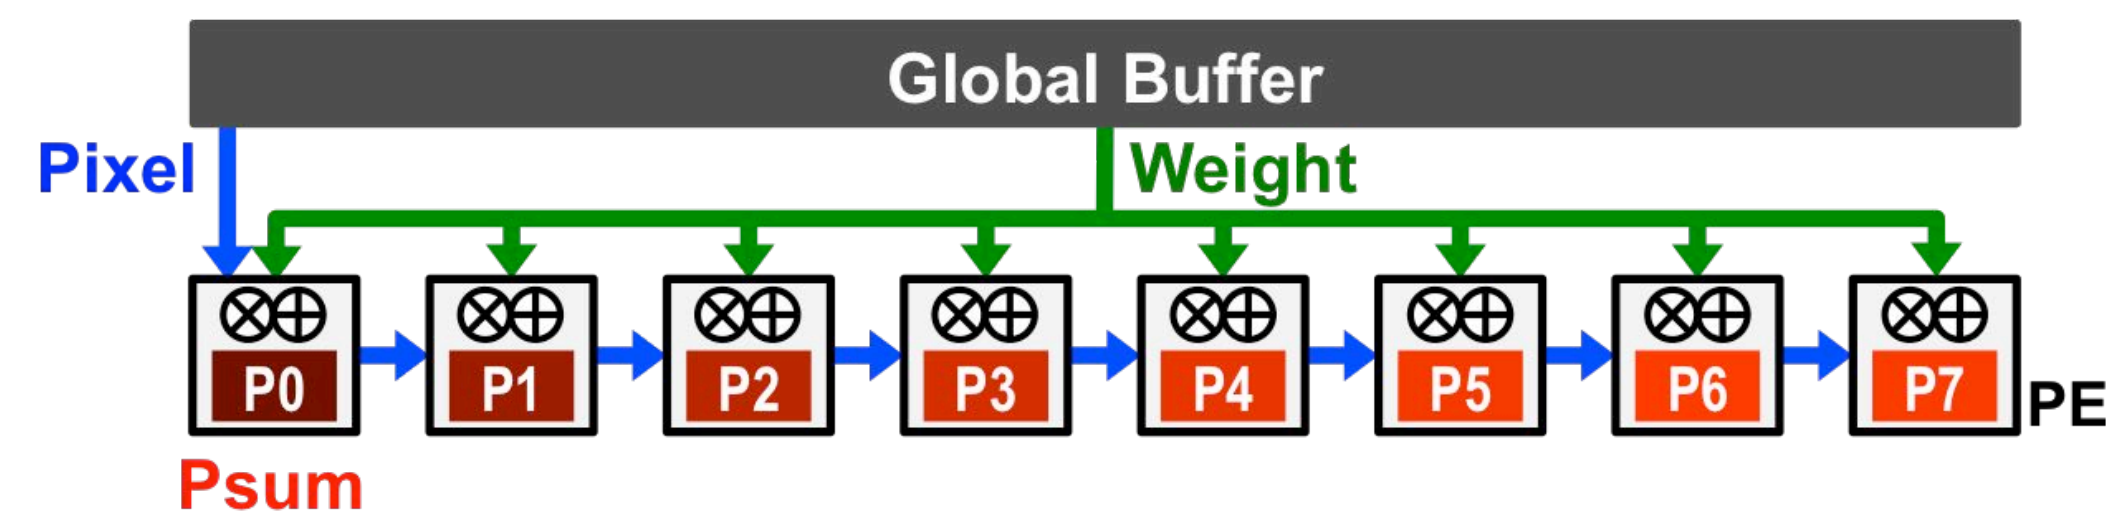 Global Buffer
Pixel
Weight
P0
P1
P2
P3
P4
P5
P6
P7
PE
Psum